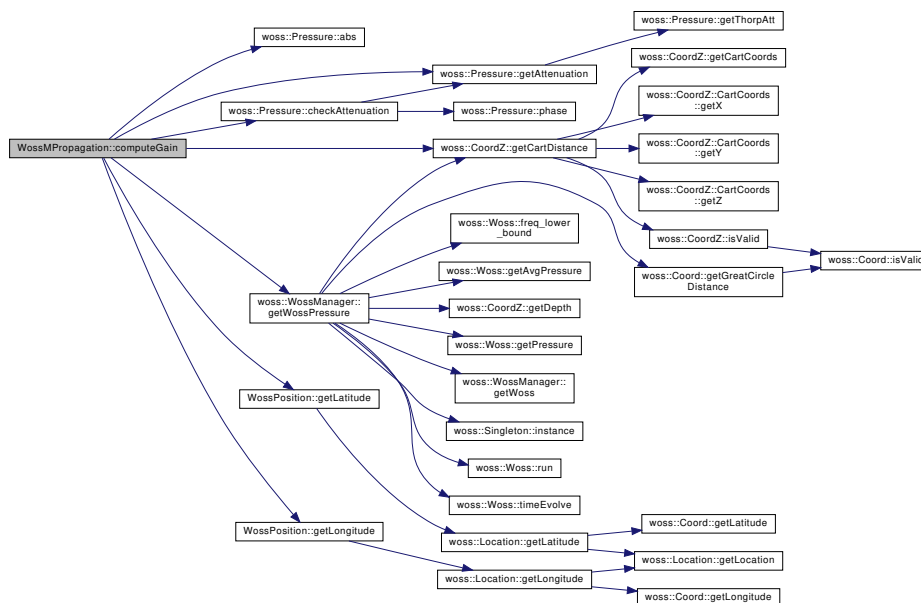 woss::Pressure::getThorpAtt
woss::Pressure::abs
woss::CoordZ::getCartCoords
woss::Pressure::getAttenuation
woss::CoordZ::CartCoords
::getX
woss::Pressure::checkAttenuation
woss::Pressure::phase
WossMPropagation::computeGain
woss::CoordZ::getCartDistance
woss::CoordZ::CartCoords
::getY
woss::CoordZ::CartCoords
::getZ
woss::Woss::freq_lower
_bound
woss::CoordZ::isValid
woss::Coord::isValid
woss::Woss::getAvgPressure
woss::Coord::getGreatCircle
Distance
woss::WossManager::
getWossPressure
woss::CoordZ::getDepth
woss::Woss::getPressure
woss::WossManager::
getWoss
WossPosition::getLatitude
woss::Singleton::instance
woss::Woss::run
woss::Woss::timeEvolve
woss::Coord::getLatitude
WossPosition::getLongitude
woss::Location::getLatitude
woss::Location::getLocation
woss::Location::getLongitude
woss::Coord::getLongitude